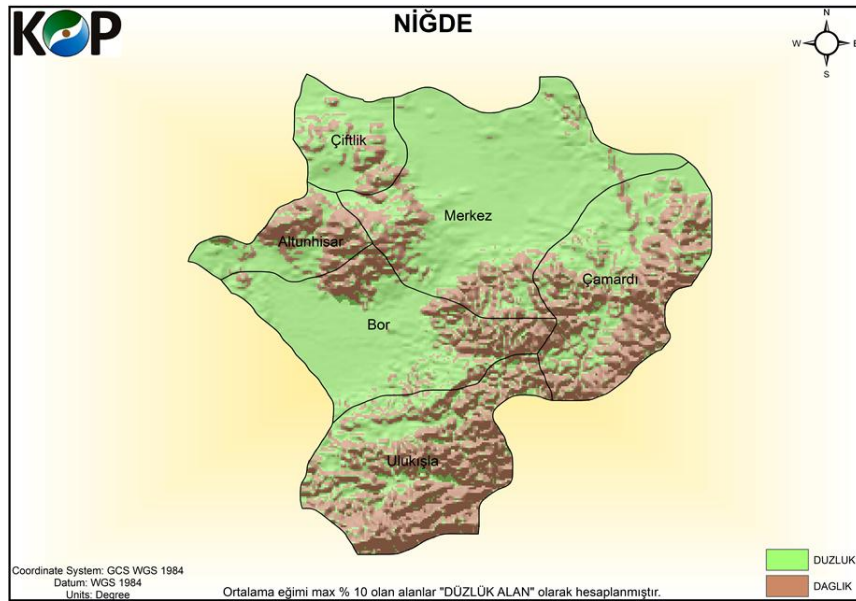 KOP
NİĞDE
N
W E
S
Çiftlik
Merkez
Altunhisar
Çamardı
Bor
Ulukışla
DUZLUK
DAGLIK
Coordinate System: GCS WGS 1984
Datum: WGS 1984
Units: Degree
Ortalama eğimi max % 10 olan alanlar "DÜZLÜK ALAN" olarak hesaplanmıştır.